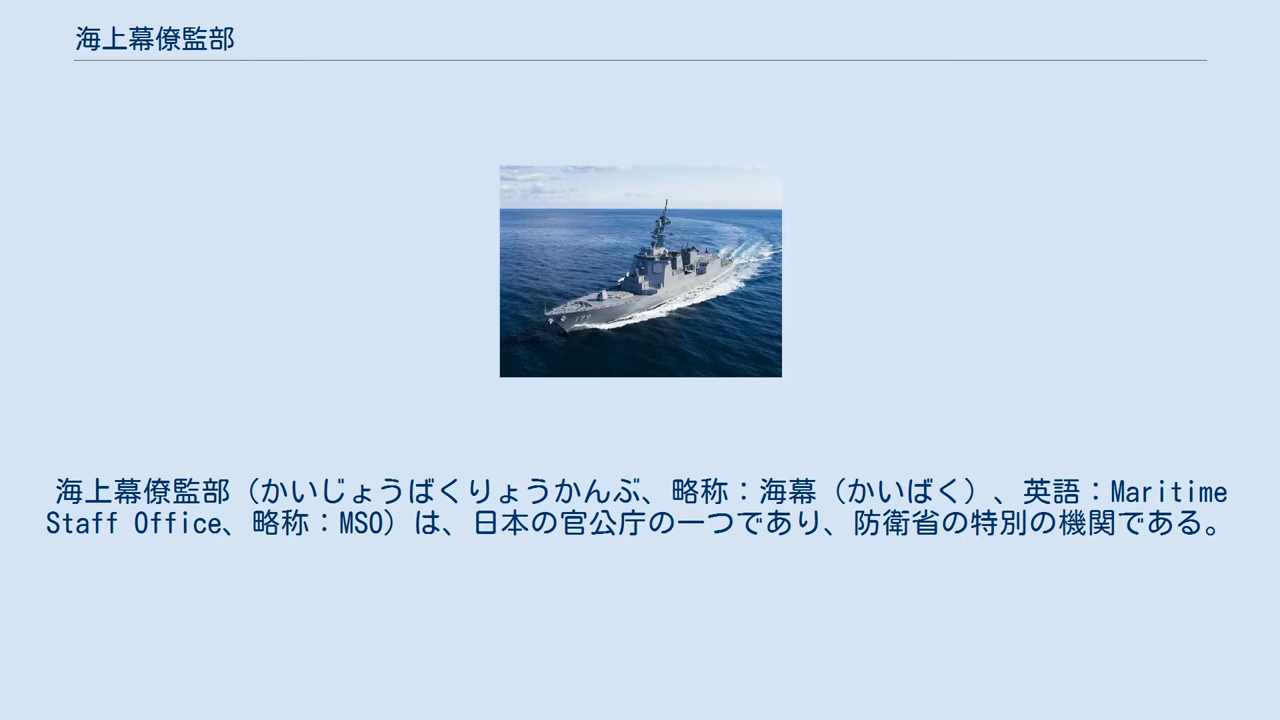 海上幕僚監部
海上幕僚監部（かいじょうばくりょうかんぶ、略称：海幕（かいばく）、英語：Maritime
Staff Office、略称：MSO）は、日本の官公庁の一つであり、防衛省の特別の機関である。